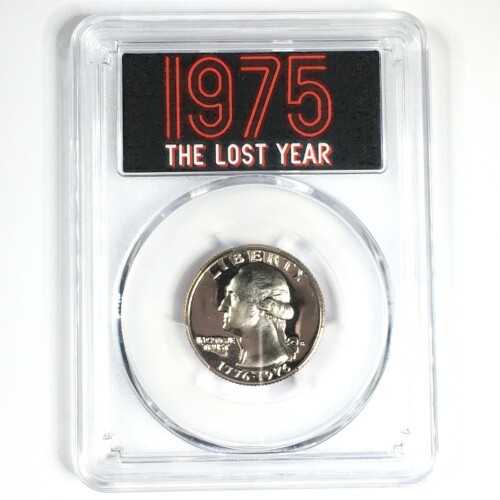 1975
THE LOST YEAR
LIBERTY
IN GOD WE
TRUST
1776-1976